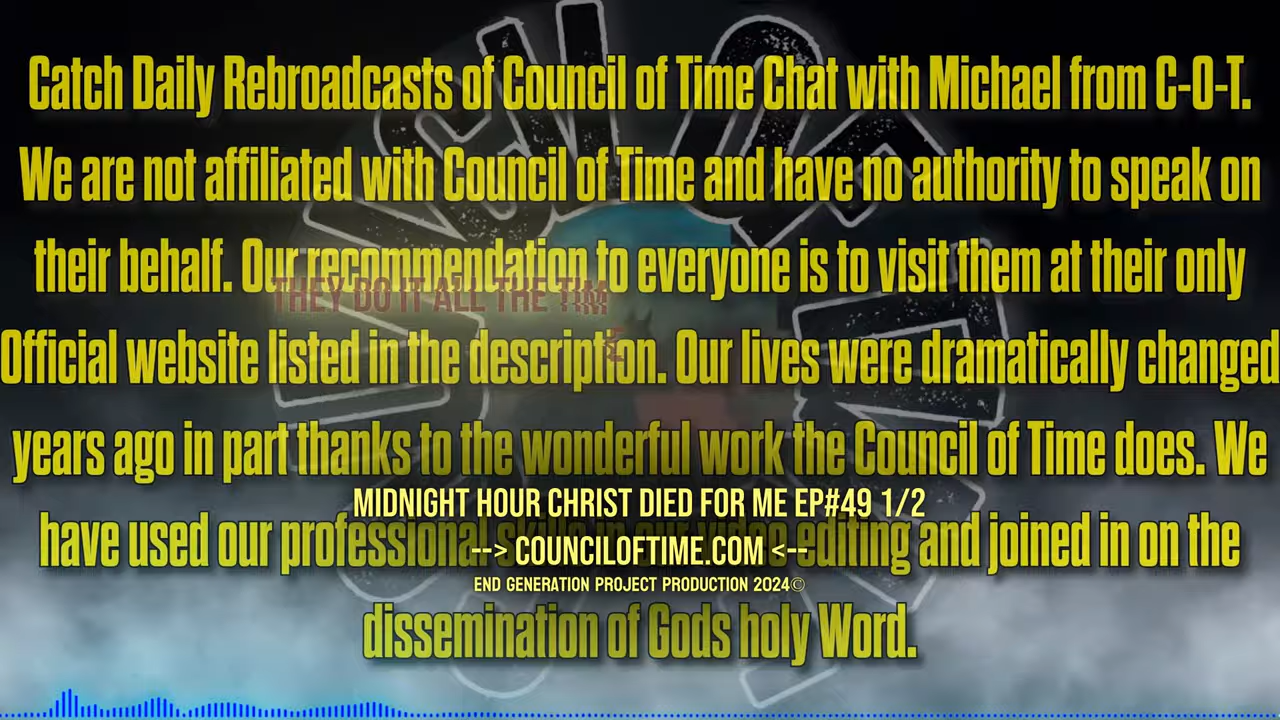 Catch Daily Rebroadcasts of Council of Time Chat with Michael from C-O-T.
We are not affiliated with Council of Time and have no authority to speak on
their behalf. Our recommendation to everyone is to visit them at their only
THEY DO IT ALL THE TIM
Official website listed in the description. Our lives were dramatically changed
years ago in part thanks to the wonderful work the Council of Time does. We
MIDNIGHT HOUR CHRIST DIED FOR ME EP#49 1/2
have used our professional skills in our video editing and joined in on the
--> COUNCILOFTIME.COM <--
END GENERATION PROJECT PRODUCTION 2024©
dissemination of Gods holy Word.